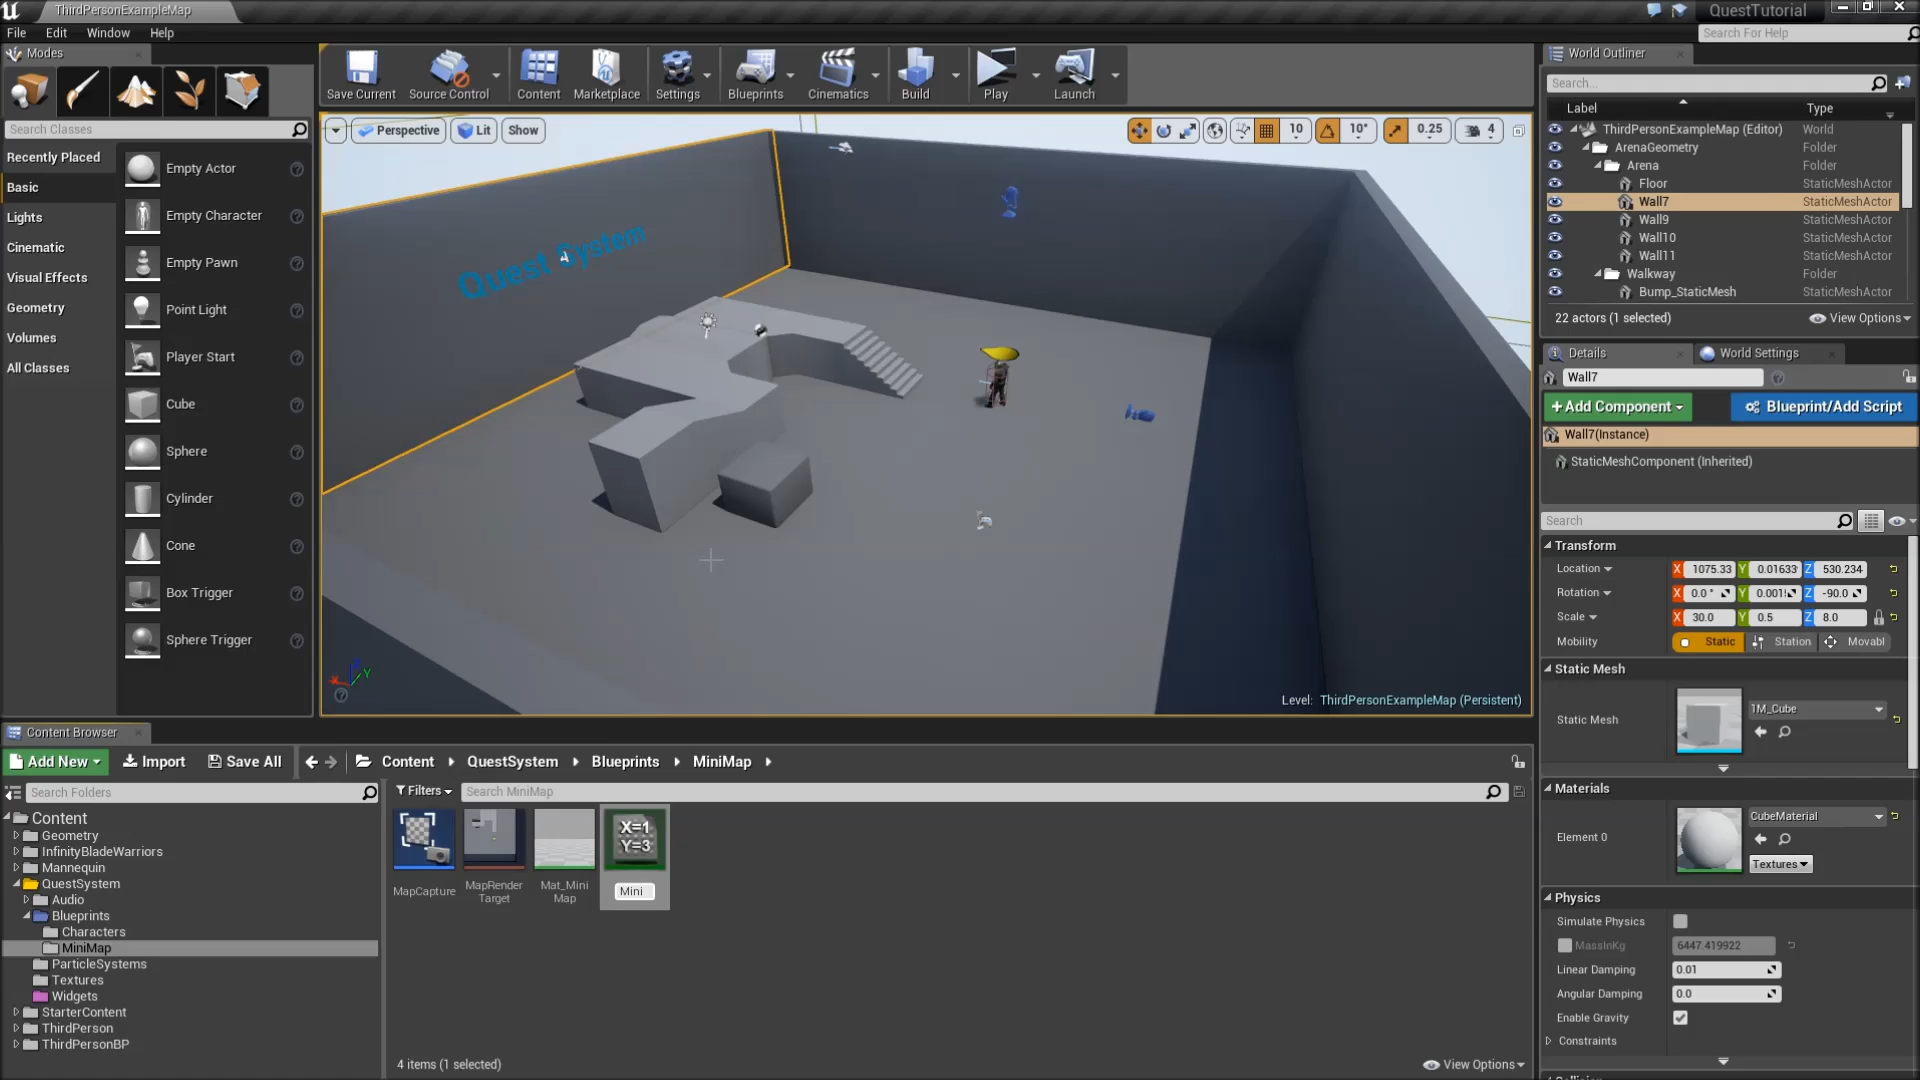 ThirdPersonExampleMap
QuestTutorial
File Edit Window Help
Search For Help
Modes
Search Classes
Recently Placed
Basic
Lights
Cinematic
Visual Effects
Geometry
Volumes
All Classes
Empty Actor
Empty Character
Empty Pawn
Point Light
Player Start
Cube
Sphere
Cylinder
Cone
Box Trigger
Sphere Trigger
Save Current Source Control Content Marketplace Settings Blueprints Cinematics Build Play Launch
Perspective Lit Show
10 10° 0.25 4
Quest System
Level: ThirdPersonExampleMap (Persistent)
World Outliner
Search...
Label Type
ThirdPersonExampleMap (Editor) World
ArenaGeometry Folder
Arena Folder
Floor StaticMeshActor
Wall7 StaticMeshActor
Wall9 StaticMeshActor
Wall10 StaticMeshActor
Wall11 StaticMeshActor
Walkway Folder
Bump_StaticMesh StaticMeshActor
22 actors (1 selected) View Options
Details World Settings
Wall7
+Add Component Blueprint/Add Script
Wall7(Instance)
StaticMeshComponent (Inherited)
Search
Transform
Location X 1075.33 Y 0.01633 Z 530.234
Rotation X 0.0 ° Y Z -90.0
Scale X 30.0 Y 0.5 Z 8.0
Mobility Static Station Movabl
Static Mesh
Static Mesh 1M_Cube
Materials
Element 0 CubeMaterial
Textures
Physics
Simulate Physics
MassInKg 6447.419922
Linear Damping 0.01
Angular Damping 0.0
Enable Gravity
Constraints
Content Browser
Add New Import Save All Content QuestSystem Blueprints MiniMap
Search Folders
Filters Search MiniMap
Content
Geometry
InfinityBladeWarriors
Mannequin
QuestSystem
Audio
Blueprints
Characters
MiniMap
ParticleSystems
Textures
Widgets
StarterContent
ThirdPerson
ThirdPersonBP
MapCapture
MapRender
Target
Mat_Mini
Map
X=1
Y=3
Mini
4 items (1 selected) View Options